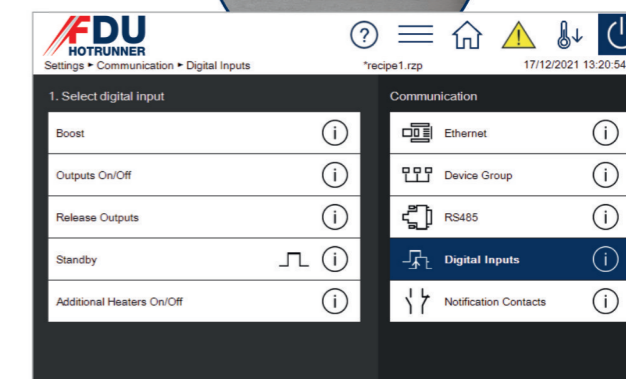 FDU
HOTRUNNER
Settings ▸ Communication ▸ Digital Inputs
*recipe1.rzp
17/12/2021 13:20:54
1. Select digital input
Communication
Boost
Ethernet
Outputs On/Off
Device Group
Release Outputs
RS485
Standby
Digital Inputs
Additional Heaters On/Off
Notification Contacts